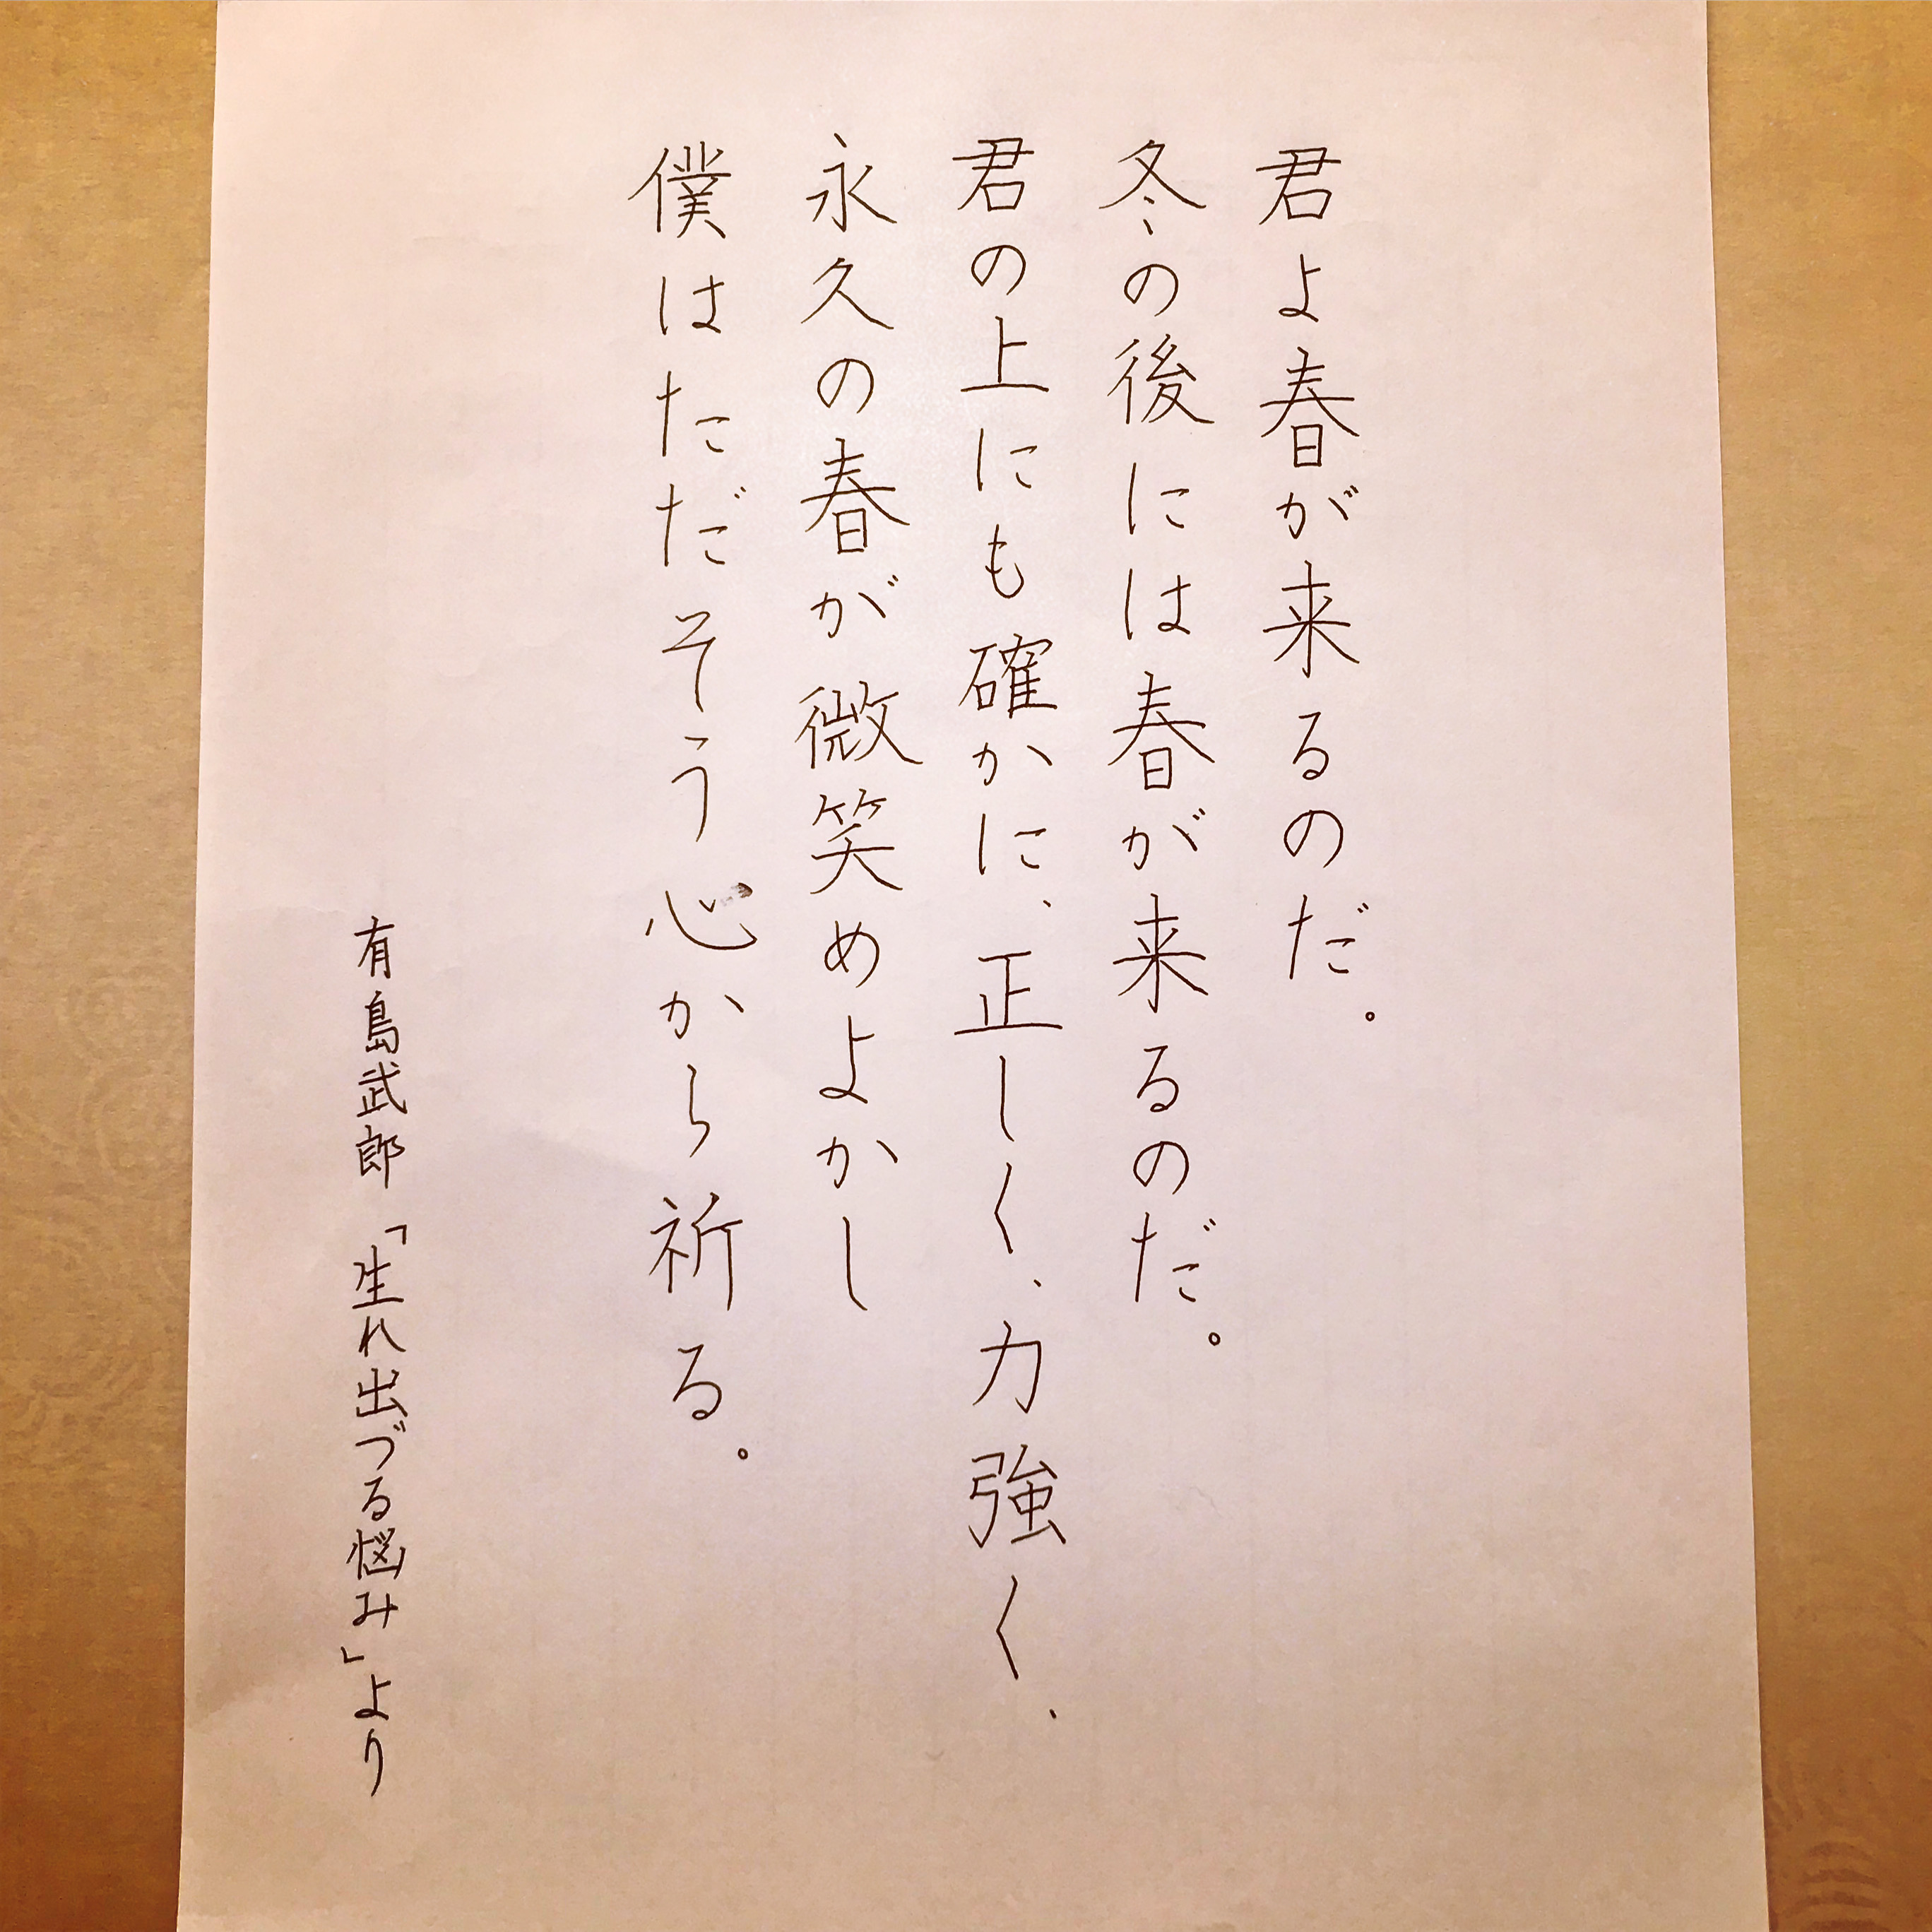 君よ春が来るのだ。
冬の後には春が来るのだ。
君の上にも確かに、正しく、力強く、
永久の春が微笑めよかし
僕はただそう心から祈る。
有島武郎「生れ出づる悩み」より